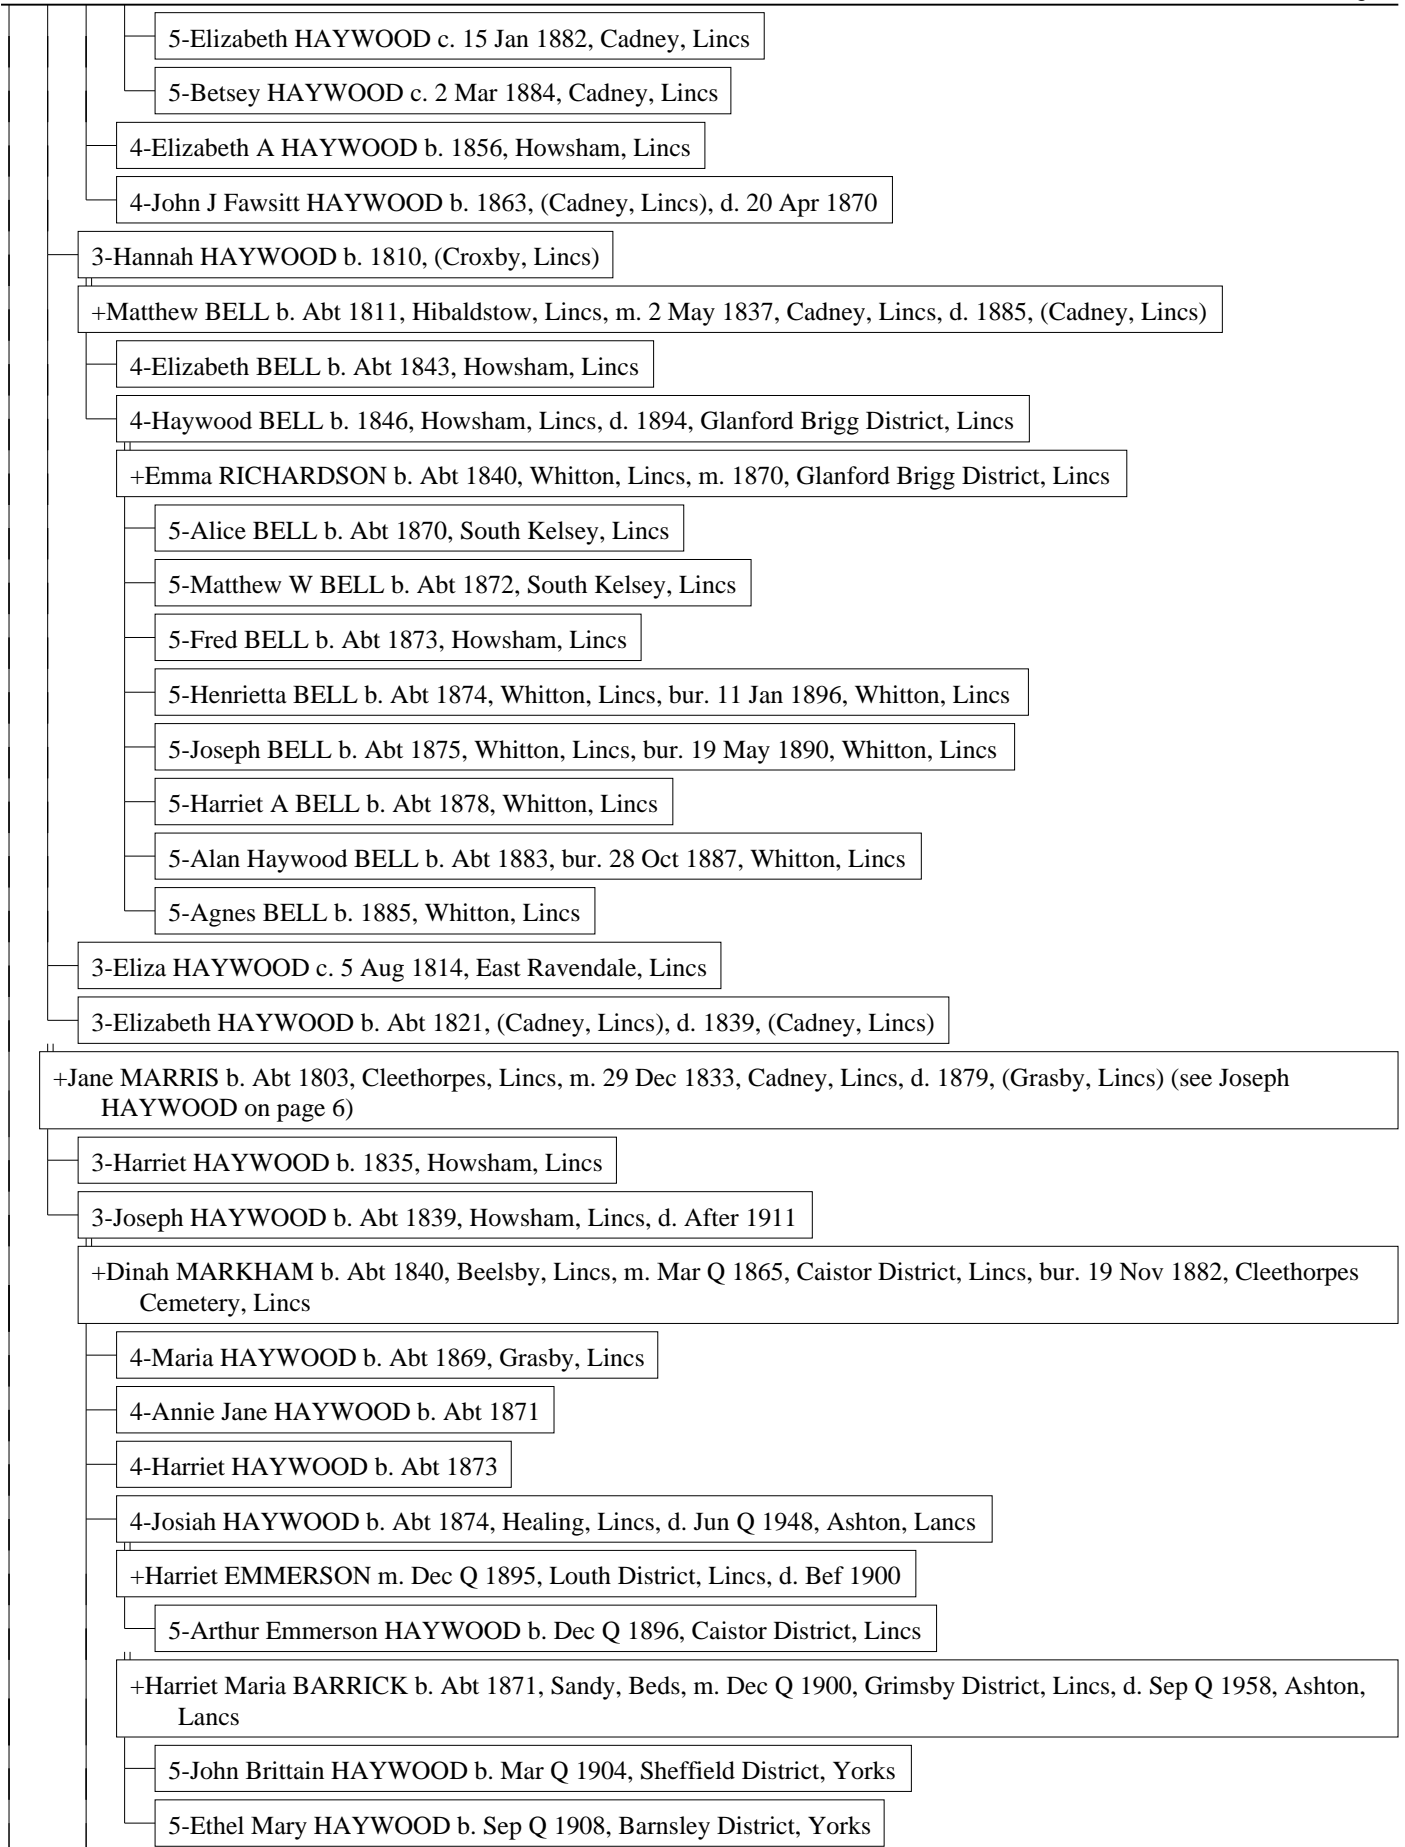 5-Elizabeth HAYWOOD c. 15 Jan 1882, Cadney, Lincs
5-Betsey HAYWOOD c. 2 Mar 1884, Cadney, Lincs
4-Elizabeth A HAYWOOD b. 1856, Howsham, Lincs
4-John J Fawsitt HAYWOOD b. 1863, (Cadney, Lincs), d. 20 Apr 1870
3-Hannah HAYWOOD b. 1810, (Croxby, Lincs)
+Matthew BELL b. Abt 1811, Hibaldstow, Lincs, m. 2 May 1837, Cadney, Lincs, d. 1885, (Cadney, Lincs)
4-Elizabeth BELL b. Abt 1843, Howsham, Lincs
4-Haywood BELL b. 1846, Howsham, Lincs, d. 1894, Glanford Brigg District, Lincs
+Emma RICHARDSON b. Abt 1840, Whitton, Lincs, m. 1870, Glanford Brigg District, Lincs
5-Alice BELL b. Abt 1870, South Kelsey, Lincs
5-Matthew W BELL b. Abt 1872, South Kelsey, Lincs
5-Fred BELL b. Abt 1873, Howsham, Lincs
5-Henrietta BELL b. Abt 1874, Whitton, Lincs, bur. 11 Jan 1896, Whitton, Lincs
5-Joseph BELL b. Abt 1875, Whitton, Lincs, bur. 19 May 1890, Whitton, Lincs
5-Harriet A BELL b. Abt 1878, Whitton, Lincs
5-Alan Haywood BELL b. Abt 1883, bur. 28 Oct 1887, Whitton, Lincs
5-Agnes BELL b. 1885, Whitton, Lincs
3-Eliza HAYWOOD c. 5 Aug 1814, East Ravendale, Lincs
3-Elizabeth HAYWOOD b. Abt 1821, (Cadney, Lincs), d. 1839, (Cadney, Lincs)
+Jane MARRIS b. Abt 1803, Cleethorpes, Lincs, m. 29 Dec 1833, Cadney, Lincs, d. 1879, (Grasby, Lincs) (see Joseph
HAYWOOD on page 6)
3-Harriet HAYWOOD b. 1835, Howsham, Lincs
3-Joseph HAYWOOD b. Abt 1839, Howsham, Lincs, d. After 1911
+Dinah MARKHAM b. Abt 1840, Beelsby, Lincs, m. Mar Q 1865, Caistor District, Lincs, bur. 19 Nov 1882, Cleethorpes
Cemetery, Lincs
4-Maria HAYWOOD b. Abt 1869, Grasby, Lincs
4-Annie Jane HAYWOOD b. Abt 1871
4-Harriet HAYWOOD b. Abt 1873
4-Josiah HAYWOOD b. Abt 1874, Healing, Lincs, d. Jun Q 1948, Ashton, Lancs
+Harriet EMMERSON m. Dec Q 1895, Louth District, Lincs, d. Bef 1900
5-Arthur Emmerson HAYWOOD b. Dec Q 1896, Caistor District, Lincs
+Harriet Maria BARRICK b. Abt 1871, Sandy, Beds, m. Dec Q 1900, Grimsby District, Lincs, d. Sep Q 1958, Ashton,
Lancs
5-John Brittain HAYWOOD b. Mar Q 1904, Sheffield District, Yorks
5-Ethel Mary HAYWOOD b. Sep Q 1908, Barnsley District, Yorks